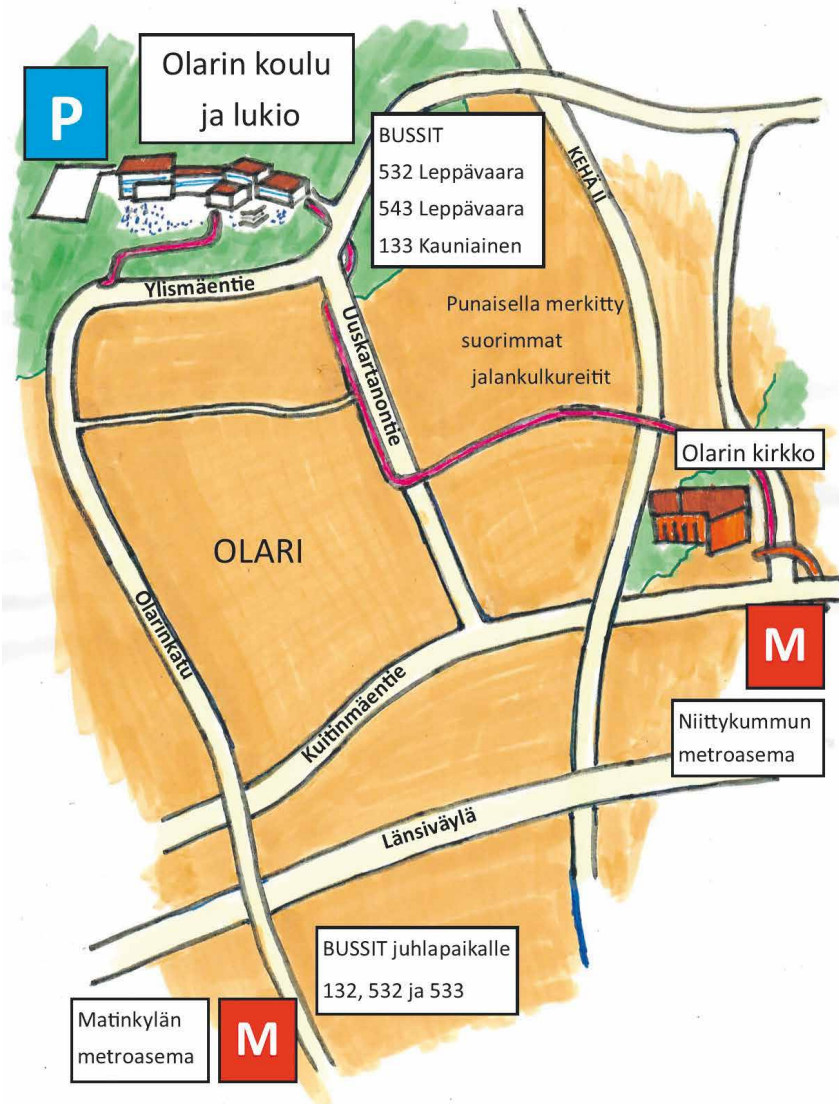 Olarin koulu
ja lukio
P
BUSSIT
532 Leppävaara
543 Leppävaara
133 Kauniainen
KEHÄ II
Ylismäentie
Punaisella merkitty
suorimmat
jalankulkureitit
Uuskartanontie
Olarin kirkko
OLARI
Olarinkatu
M
Kuitinmäentie
Niittykummun
metroasema
Länsiväylä
BUSSIT juhlapaikalle
132, 532 ja 533
Matinkylän
metroasema
M